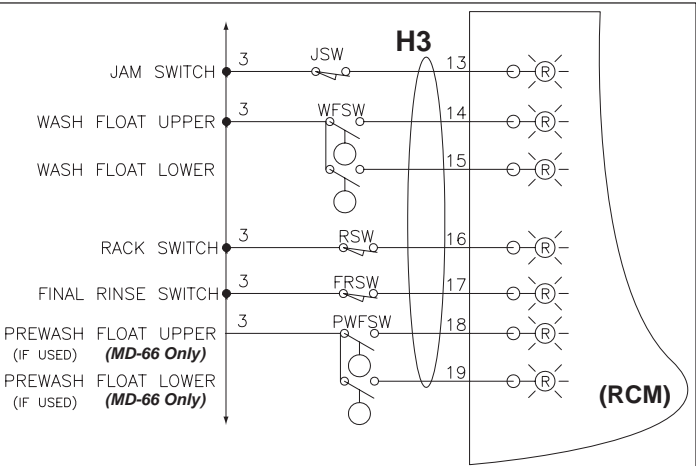 H3
JAM SWITCH 3 JSW 13 R
WASH FLOAT UPPER 3 WFSW 14 R
WASH FLOAT LOWER 15 R
RACK SWITCH 3 RSW 16 R
FINAL RINSE SWITCH 3 FRSW 17 R
PREWASH FLOAT UPPER 3 PWFSW 18 R
(IF USED) (MD-66 Only)
PREWASH FLOAT LOWER 19 R
(IF USED) (MD-66 Only)
(RCM)